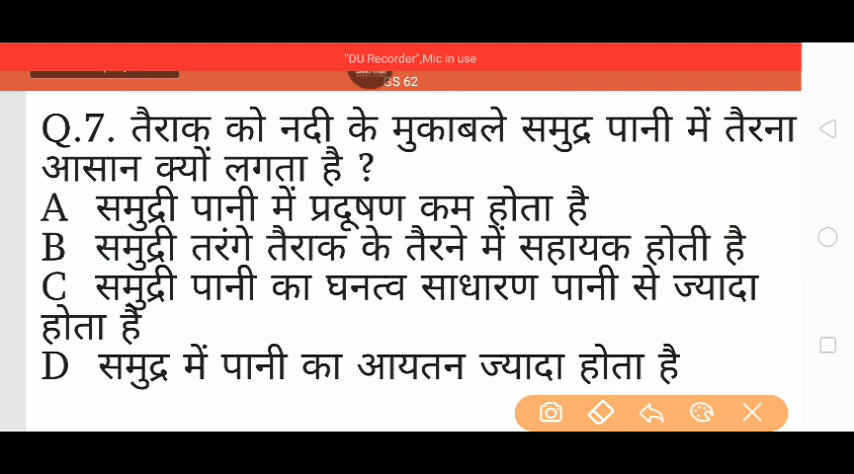 "DU Recorder",Mic in use
GS 62
Q.7. तैराक को नदी के मुकाबले समुद्र पानी में तैरना
आसान क्यों लगता है ?
A समुद्री पानी में प्रदूषण कम होता है
B समुद्री तरंगे तैराक के तैरने में सहायक होती है
C समुद्री पानी का घनत्व साधारण पानी से ज्यादा
होता है
D समुद्र में पानी का आयतन ज्यादा होता है